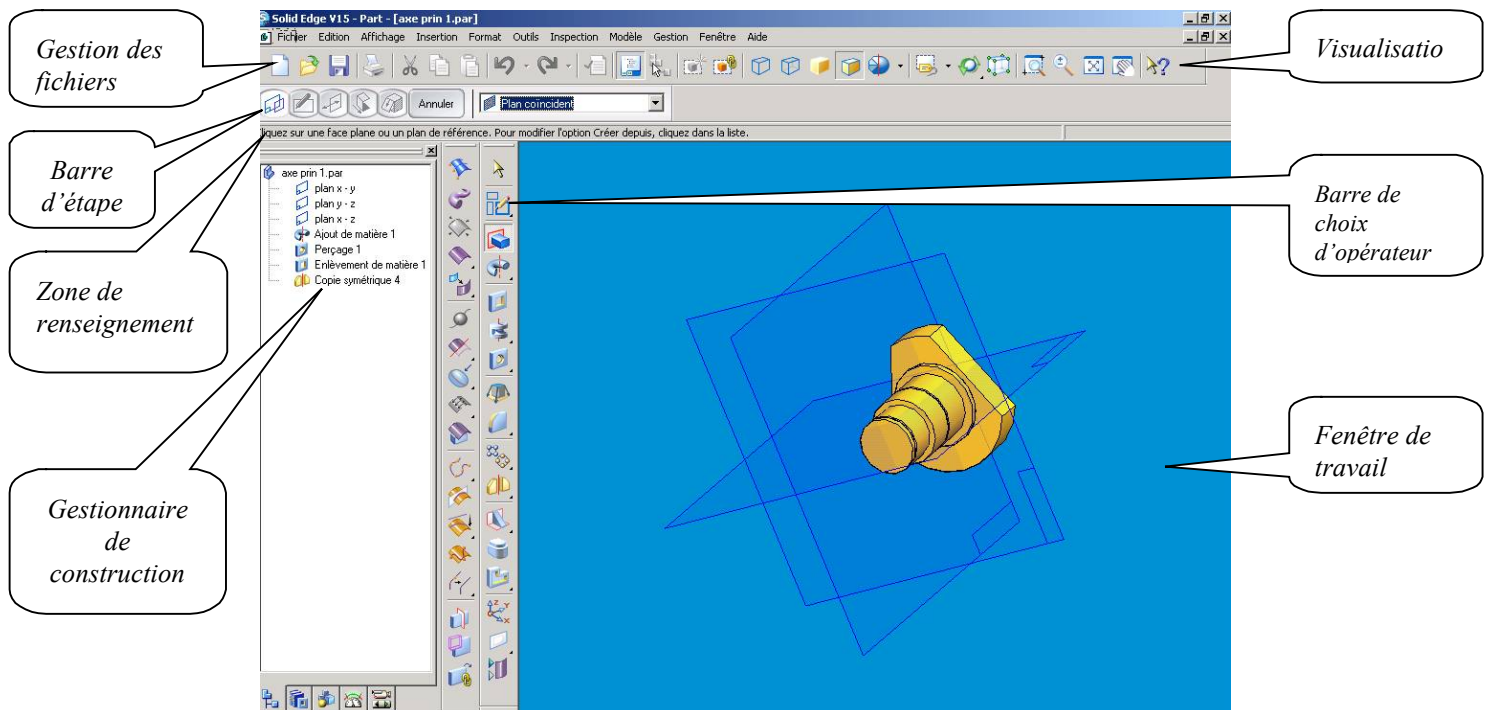 Solid Edge V15 - Part - [axe prin 1.par]
Fichier Edition Affichage Insertion Format Outils Inspection Modèle Gestion Fenêtre Aide
Annuler
Plan coïncident
liquez sur une face plane ou un plan de référence. Pour modifier l'option Créer depuis, cliquez dans la liste.
axe prin 1.par
plan x - y
plan y - z
plan x - z
Ajout de matière 1
Perçage 1
Enlèvement de matière 1
Copie symétrique 4
Gestion des
fichiers
Barre
d'étape
Zone de
renseignement
Gestionnaire
de
construction
Visualisatio
Barre de
choix
d'opérateur
Fenêtre de
travail